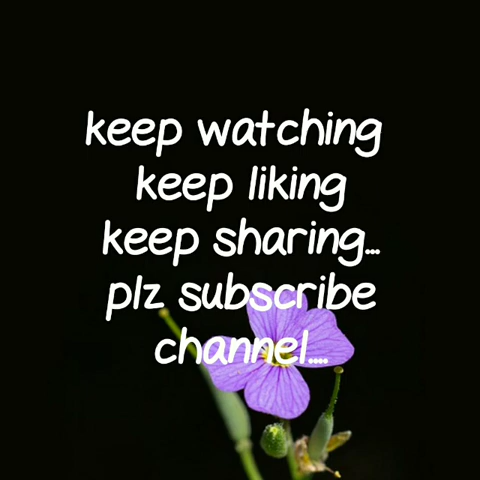 keep watching
keep liking
keep sharing...
plz subscribe
channel....